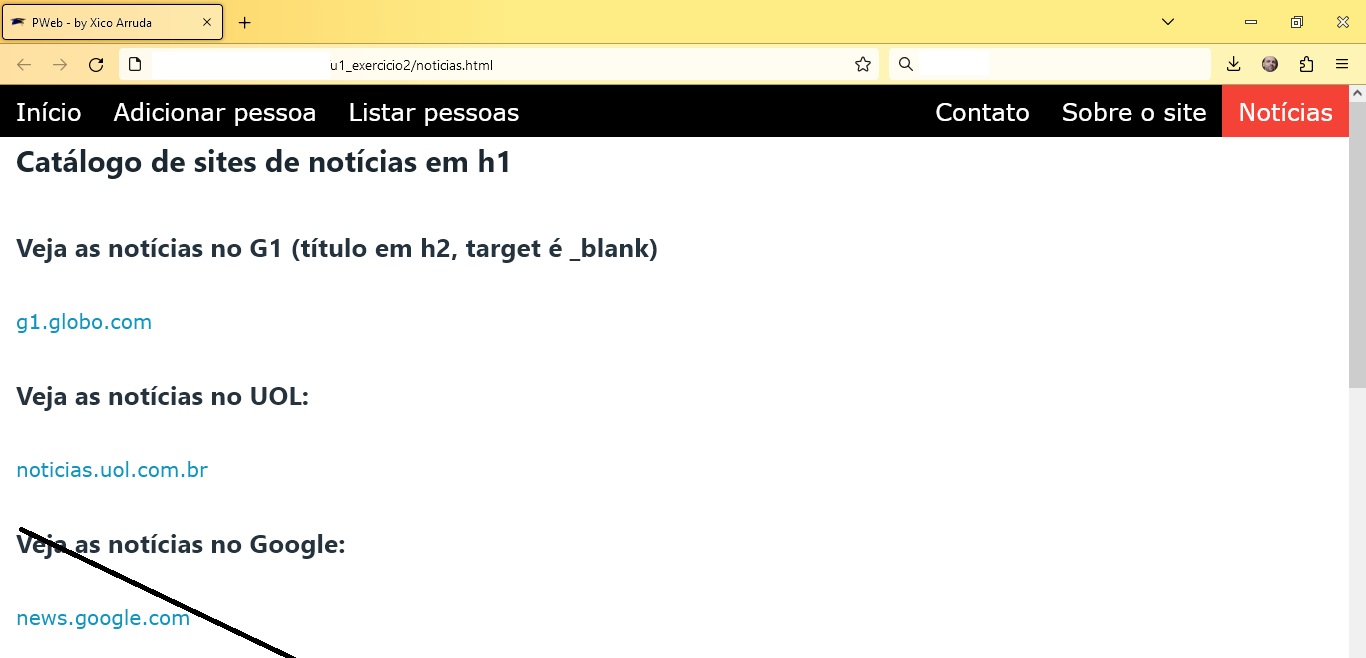 PWeb - by Xico Arruda
u1_exercicio2/noticias.html
Início Adicionar pessoa Listar pessoas Contato Sobre o site Notícias
Catálogo de sites de notícias em h1
Veja as notícias no G1 (título em h2, target é _blank)
g1.globo.com
Veja as notícias no UOL:
noticias.uol.com.br
Veja as notícias no Google:
news.google.com